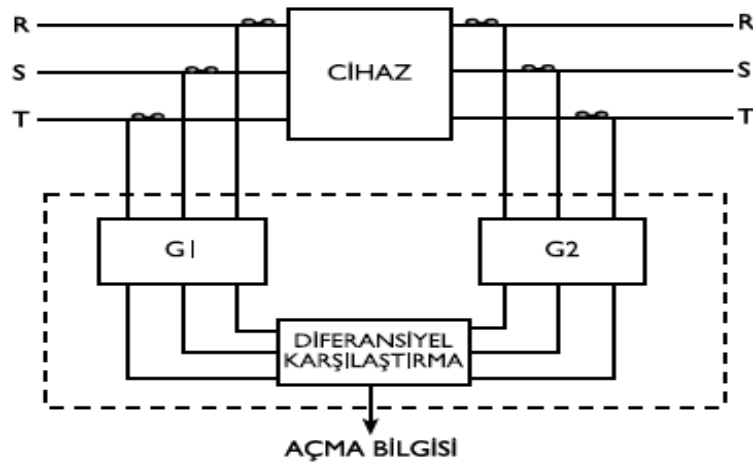 R
R
CİHAZ
S
S
T
T
G1
G2
DİFERANSİYEL
KARŞILAŞTIRMA
AÇMA BİLGİSİ